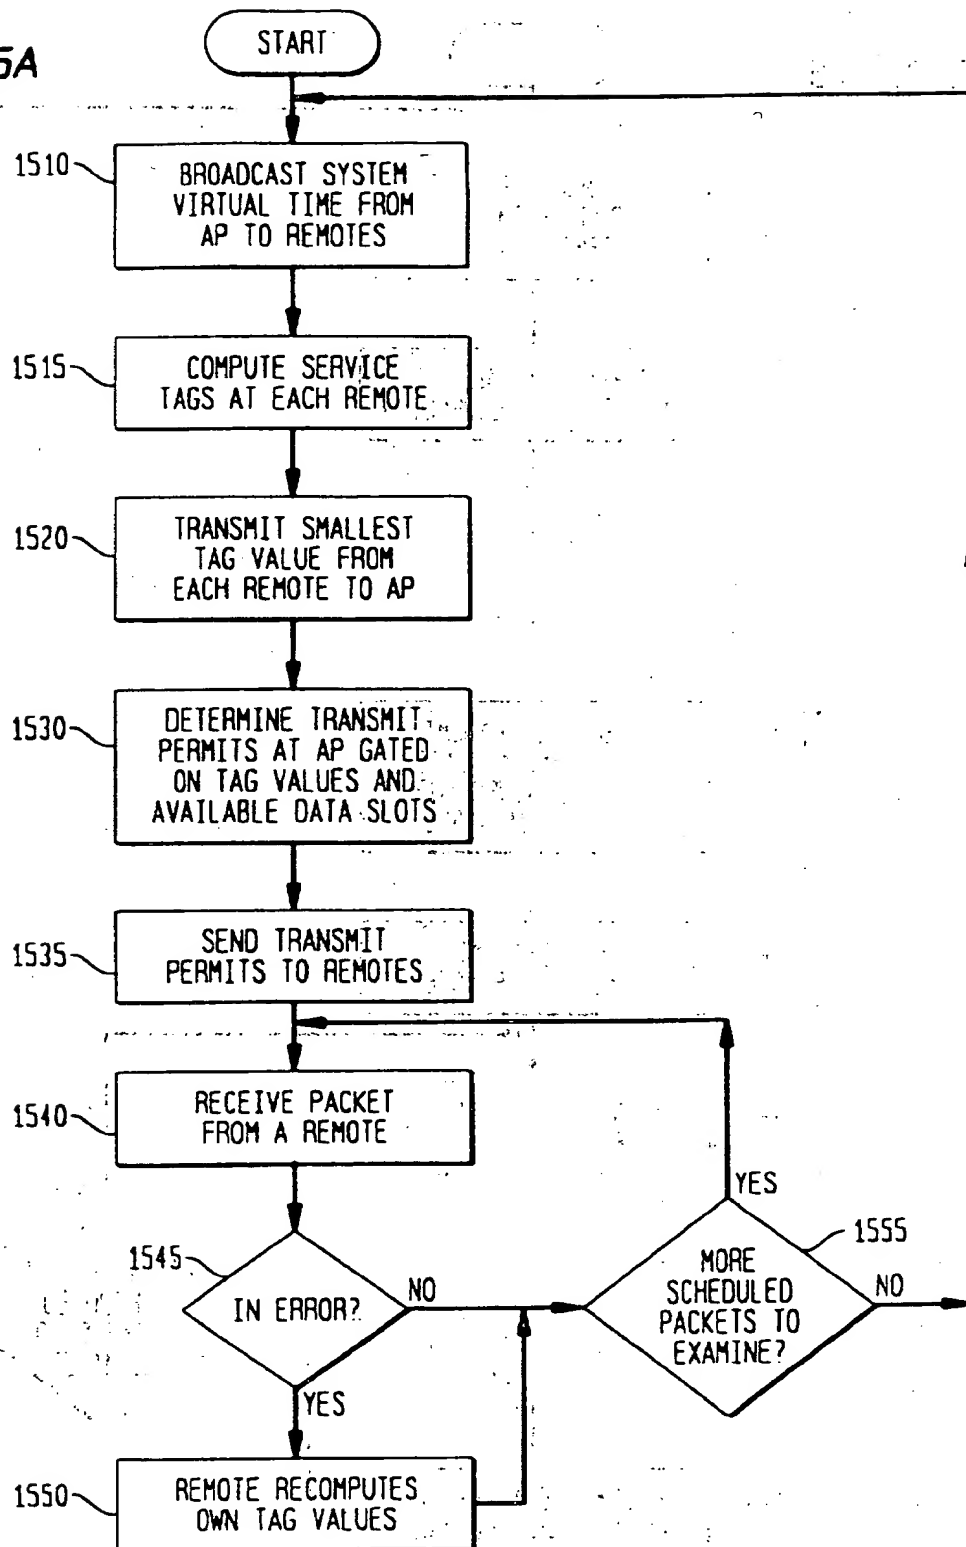 5A
START
1510
BROADCAST SYSTEM
VIRTUAL TIME FROM
AP TO REMOTES
1515
COMPUTE SERVICE
TAGS AT EACH REMOTE
1520
TRANSMIT SMALLEST
TAG VALUE FROM
EACH REMOTE TO AP
1530
DETERMINE TRANSMIT
PERMITS AT AP GATED
ON TAG VALUES AND
AVAILABLE DATA SLOTS
1535
SEND TRANSMIT
PERMITS TO REMOTES
1540
RECEIVE PACKET
FROM A REMOTE
1545
IN ERROR?
NO
YES
1550
REMOTE RECOMPUTES
OWN TAG VALUES
YES
1555
MORE
SCHEDULED
PACKETS TO
EXAMINE?
NO